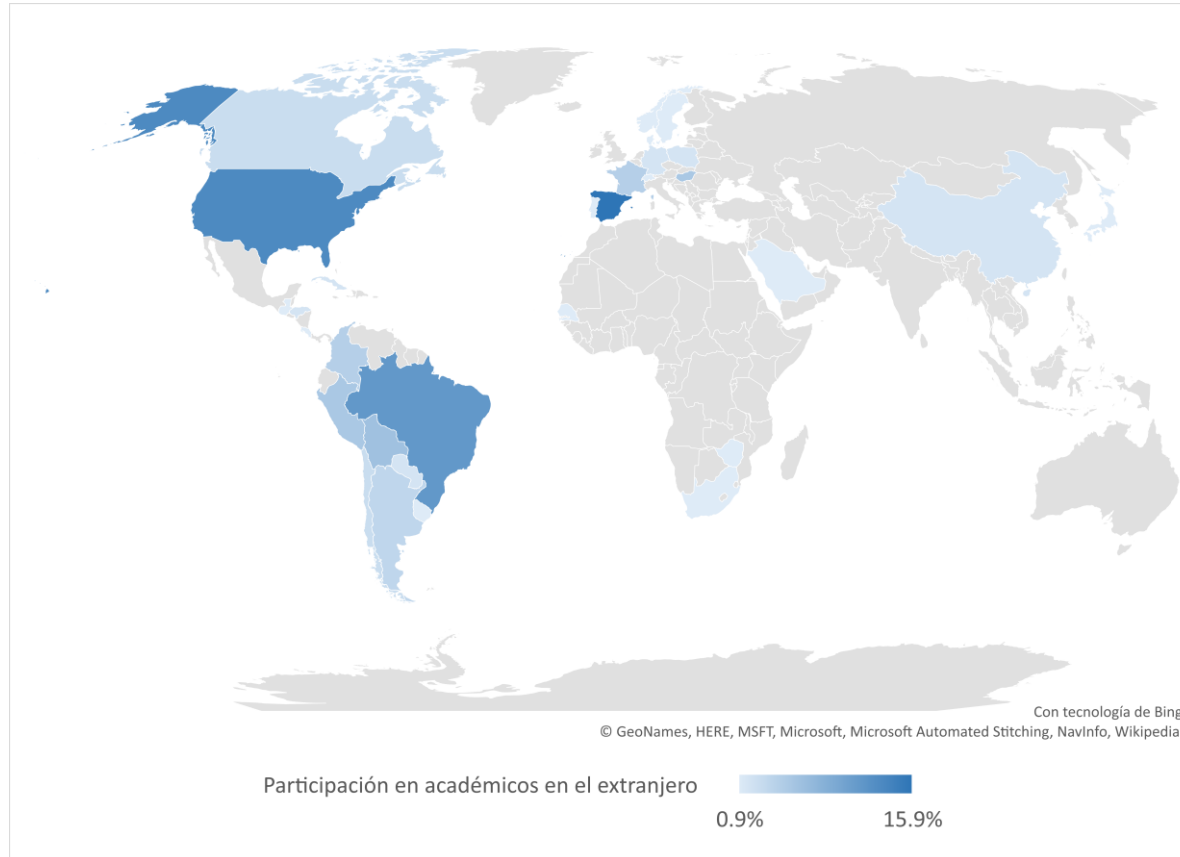 Con tecnología de Bing
© GeoNames, HERE, MSFT, Microsoft, Microsoft Automated Stitching, NavInfo, Wikipedia
Participación en académicos en el extranjero
0.9% 15.9%